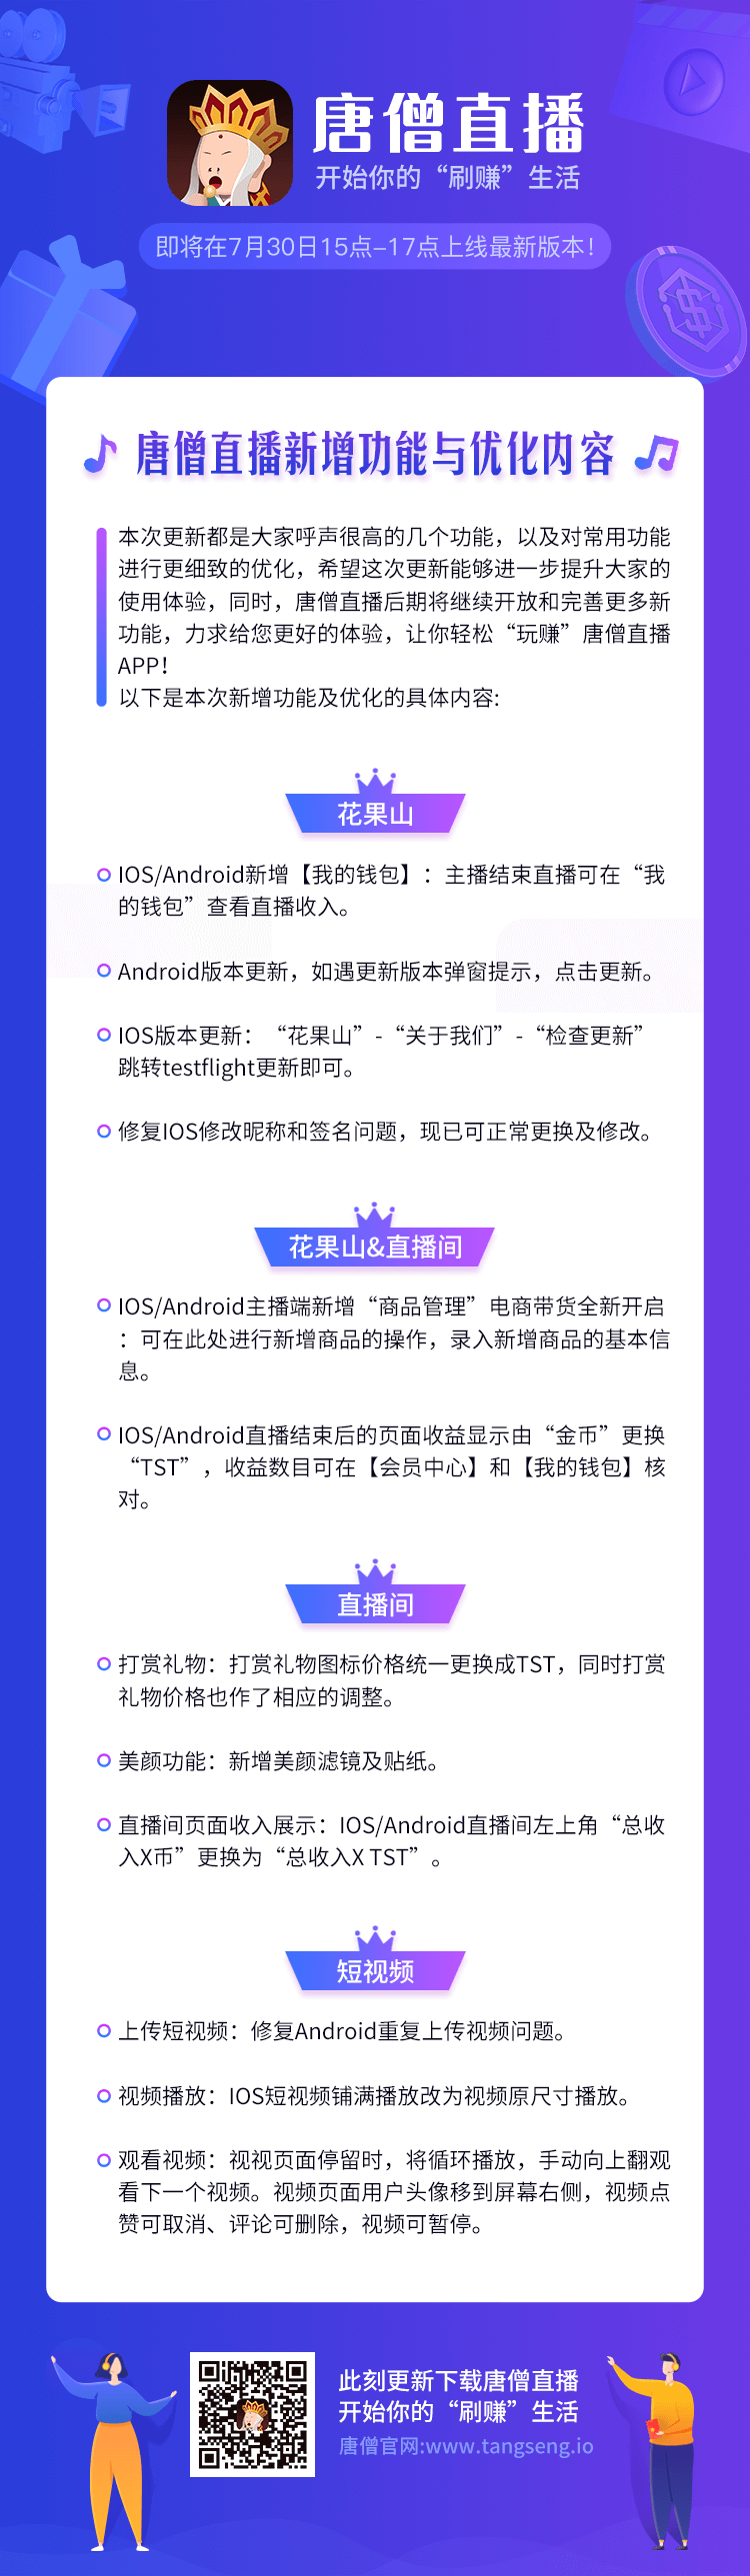 唐僧直播
开始你的“刷赚”生活
即将在7月30日15点-17点上线最新版本!
唐僧直播新增功能与优化内容
本次更新都是大家呼声很高的几个功能，以及对常用功能
进行更细致的优化，希望这次更新能够进一步提升大家的
使用体验，同时，唐僧直播后期将继续开放和完善更多新
功能，力求给您更好的体验，让你轻松“玩赚”唐僧直播
APP!
以下是本次新增功能及优化的具体内容:
花果山
IOS/Android新增【我的钱包】：主播结束直播可在“我
的钱包”查看直播收入。
Android版本更新，如遇更新版本弹窗提示，点击更新。
IOS版本更新：“花果山”-“关于我们”-“检查更新”
跳转testflight更新即可。
修复IOS修改昵称和签名问题，现已可正常更换及修改。
花果山&直播间
IOS/Android主播端新增“商品管理”电商带货全新开启
：可在此处进行新增商品的操作，录入新增商品的基本信
息。
IOS/Android直播结束后的页面收益显示由“金币”更换
“TST”，收益数目可在【会员中心】和【我的钱包】核
对。
直播间
打赏礼物：打赏礼物图标价格统一更换成TST，同时打赏
礼物价格也作了相应的调整。
美颜功能：新增美颜滤镜及贴纸。
直播间页面收入展示：IOS/Android直播间左上角“总收
入X币”更换为“总收入X TST”。
短视频
上传短视频：修复Android重复上传视频问题。
视频播放：IOS短视频铺满播放改为视频原尺寸播放。
观看视频：视视页面停留时，将循环播放，手动向上翻观
看下一个视频。视频页面用户头像移到屏幕右侧，视频点
赞可取消、评论可删除，视频可暂停。
此刻更新下载唐僧直播
开始你的“刷赚”生活
唐僧官网:www.tangseng.io